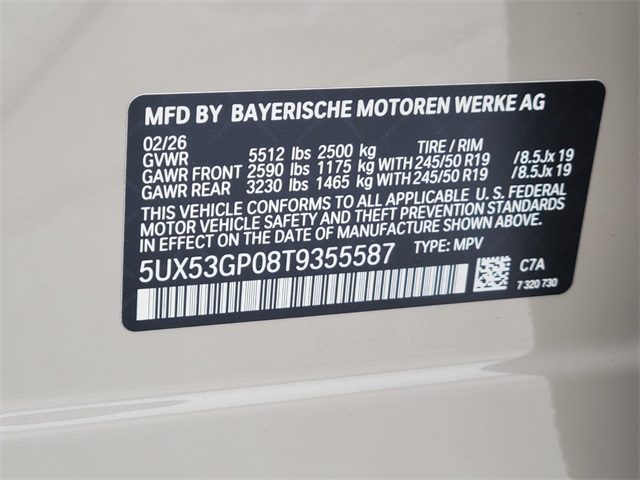 MFD BY BAYERISCHE MOTOREN WERKE AG
02/26
GVWR 5512 lbs 2500 kg TIRE / RIM
GAWR FRONT 2590 lbs 1175 kg WITH 245/50 R19 /8.5Jx 19
GAWR REAR 3230 lbs 1465 kg WITH 245/50 R19 /8.5Jx 19
THIS VEHICLE CONFORMS TO ALL APPLICABLE U. S. FEDERAL
MOTOR VEHICLE SAFETY AND THEFT PREVENTION STANDARDS
IN EFFECT ON THE DATE OF MANUFACTURE SHOWN ABOVE.
5UX53GP08T9355587 TYPE: MPV
C7A
7 320 730